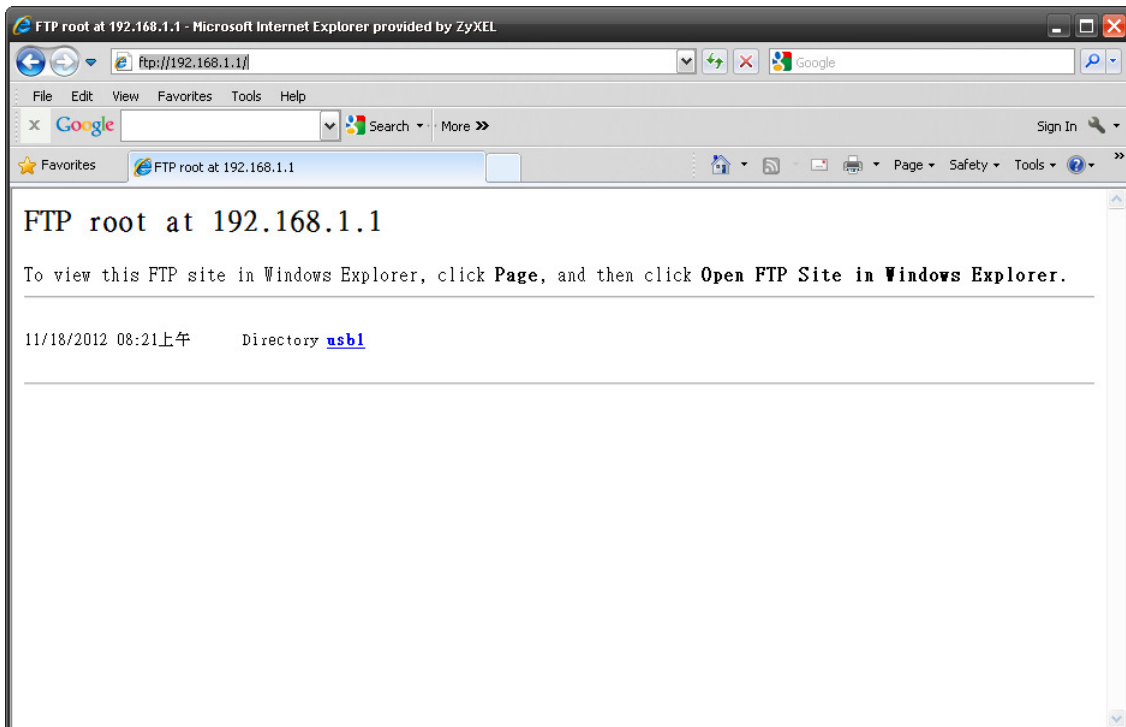 FTP root at 192.168.1.1 - Microsoft Internet Explorer provided by ZyXEL
ftp://192.168.1.1/
Google
File Edit View Favorites Tools Help
x Google Search More »
Sign In
Favorites FTP root at 192.168.1.1 Page Safety Tools »
FTP root at 192.168.1.1
To view this FTP site in Windows Explorer, click Page, and then click Open FTP Site in Windows Explorer.
11/18/2012 08:21上午 Directory usb1